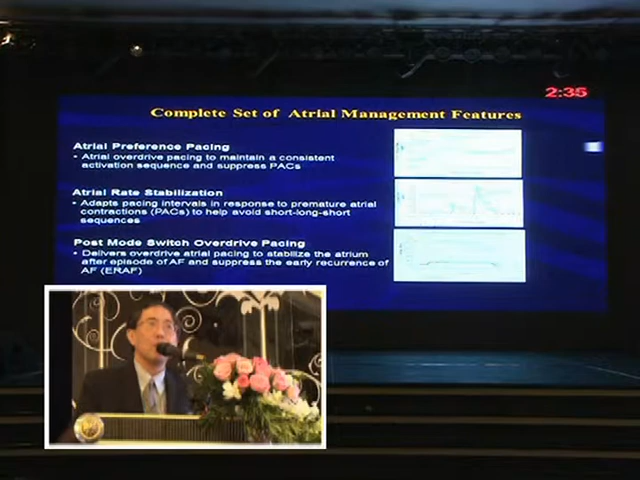 2:35
Complete Set of Atrial Management Features
Atrial Preference Pacing
• Atrial overdrive pacing to maintain a consistent
activation sequence and suppress PACs
Atrial Rate Stabilization
• Adapts pacing intervals in response to premature atrial
contractions (PACs) to help avoid short-long-short
sequences
Post Mode Switch Overdrive Pacing
• Delivers overdrive atrial pacing to stabilize the atrium
after episode of AF and suppress the early recurrence of
AF (ERAF)